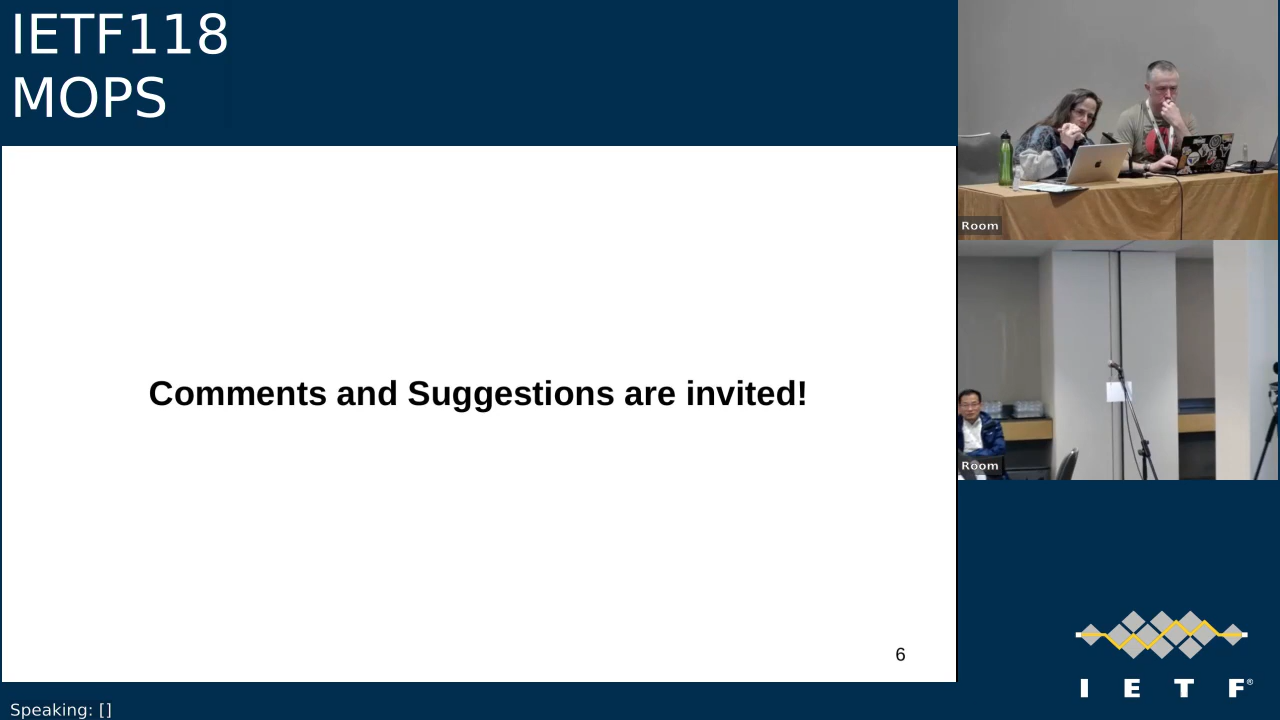 IETF118
MOPS
Room
Comments and Suggestions are invited!
Room
6
I E T F®
Speaking: []